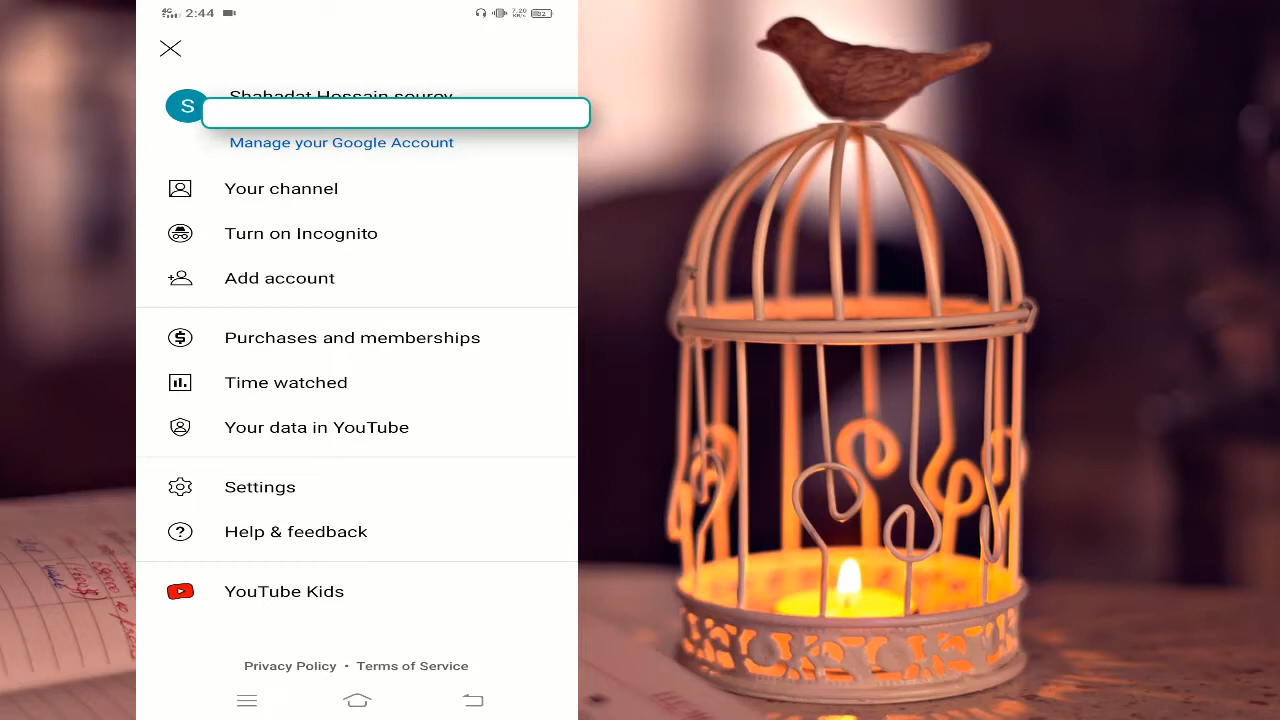 4G 2:44
S
Shahadat Hossain sourov
Manage your Google Account
Your channel
Turn on Incognito
Add account
Purchases and memberships
Time watched
Your data in YouTube
Settings
Help & feedback
YouTube Kids
Privacy Policy • Terms of Service